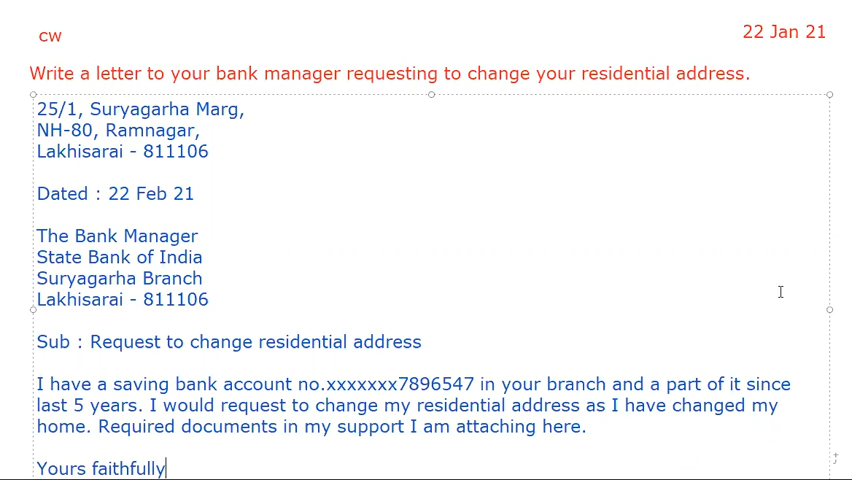 cw
22 Jan 21
Write a letter to your bank manager requesting to change your residential address.
25/1, Suryagarha Marg,
NH-80, Ramnagar,
Lakhisarai - 811106
Dated : 22 Feb 21
The Bank Manager
State Bank of India
Suryagarha Branch
Lakhisarai - 811106
Sub : Request to change residential address
I have a saving bank account no.xxxxxxx7896547 in your branch and a part of it since
last 5 years. I would request to change my residential address as I have changed my
home. Required documents in my support I am attaching here.
Yours faithfully